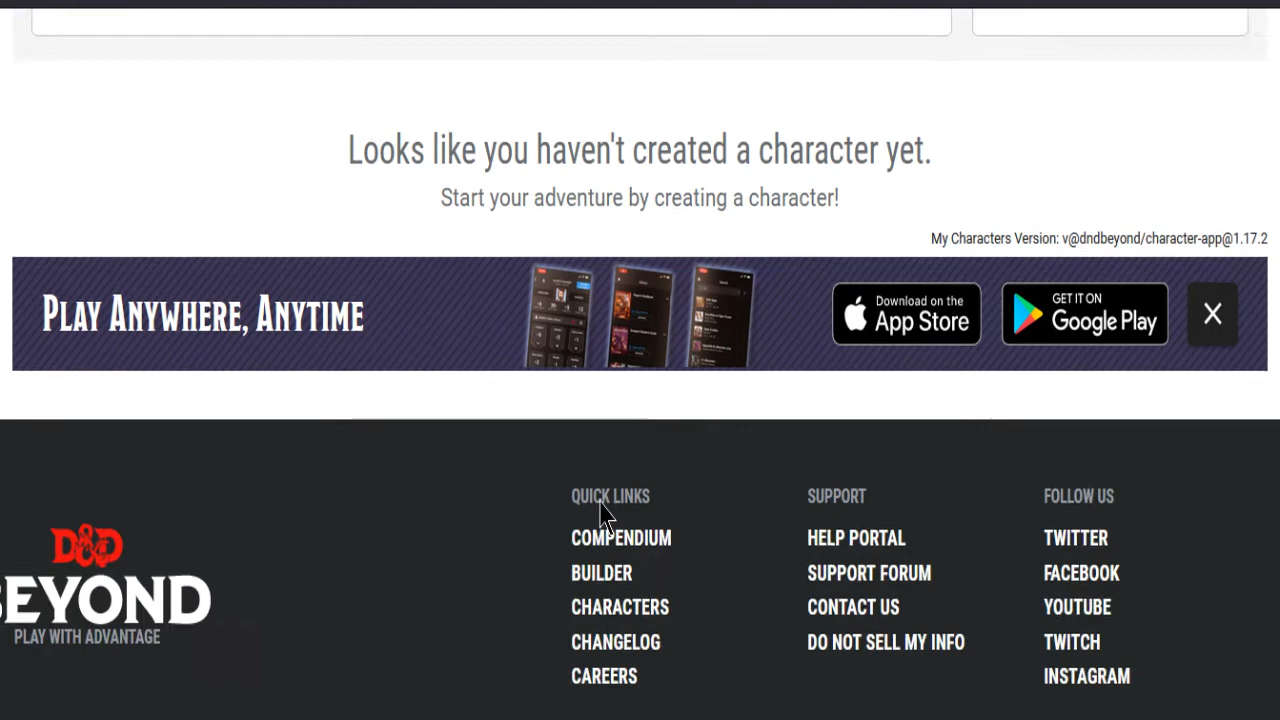 Looks like you haven't created a character yet.
Start your adventure by creating a character!
My Characters Version: v@dndbeyond/character-app@1.17.2
PLAY ANYWHERE, ANYTIME
Download on the
App Store
GET IT ON
Google Play
QUICK LINKS
COMPENDIUM
BUILDER
CHARACTERS
CHANGELOG
CAREERS
SUPPORT
HELP PORTAL
SUPPORT FORUM
CONTACT US
DO NOT SELL MY INFO
FOLLOW US
TWITTER
FACEBOOK
YOUTUBE
TWITCH
INSTAGRAM
D&D
BEYOND
PLAY WITH ADVANTAGE